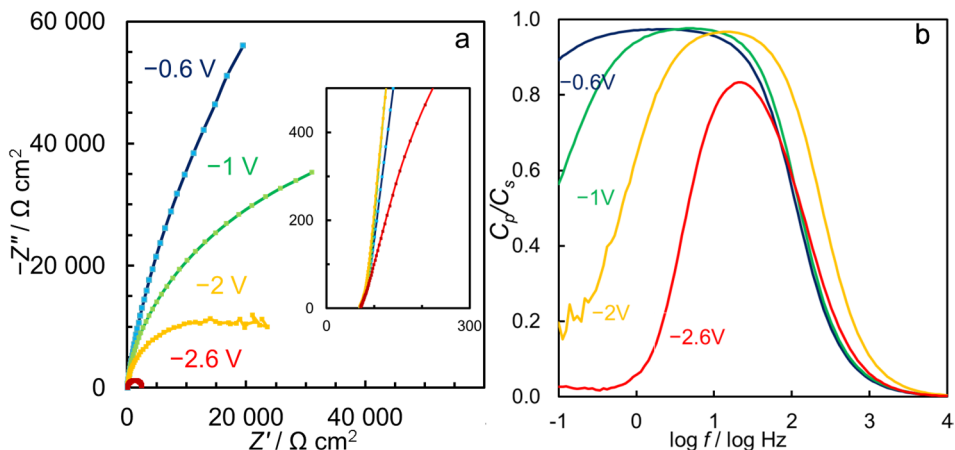 a
60 000
40 000
20 000
0
−Z″ / Ω cm²
−0.6 V
−1 V
−2 V
−2.6 V
400
200
0
0
300
0
20 000
40 000
Z′ / Ω cm²
b
1.0
0.8
0.6
0.4
0.2
0.0
Cp/Cs
−0.6V
−1V
−2V
−2.6V
-1
0
1
2
3
4
log f / log Hz